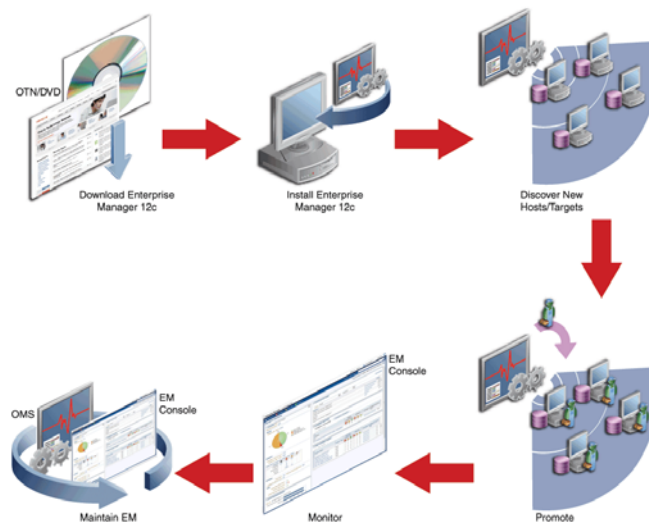 OTN/DVD
Download Enterprise
Manager 12c
Install Enterprise
Manager 12c
Discover New
Hosts/Targets
OMS
EM
Console
Maintain EM
EM
Console
Monitor
Promote